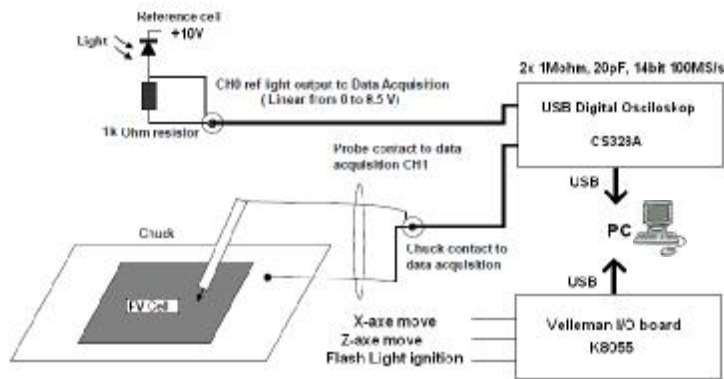 Reference cell
+10V
Light
CH0 ref light output to Data Acquisition
( Linear from 0 to 8.5 V)
1k Ohm resistor
2x 1Mohm, 20pF, 14bit 100MS/s
USB Digital Osciloskop
CS328A
Probe contact to data
acquisition CH1
USB
PC
Chuck
Chuck contact to
data acquisition
PV Cell
USB
X-axe move
Z-axe move
Flash Light ignition
Velleman I/O board
K8055